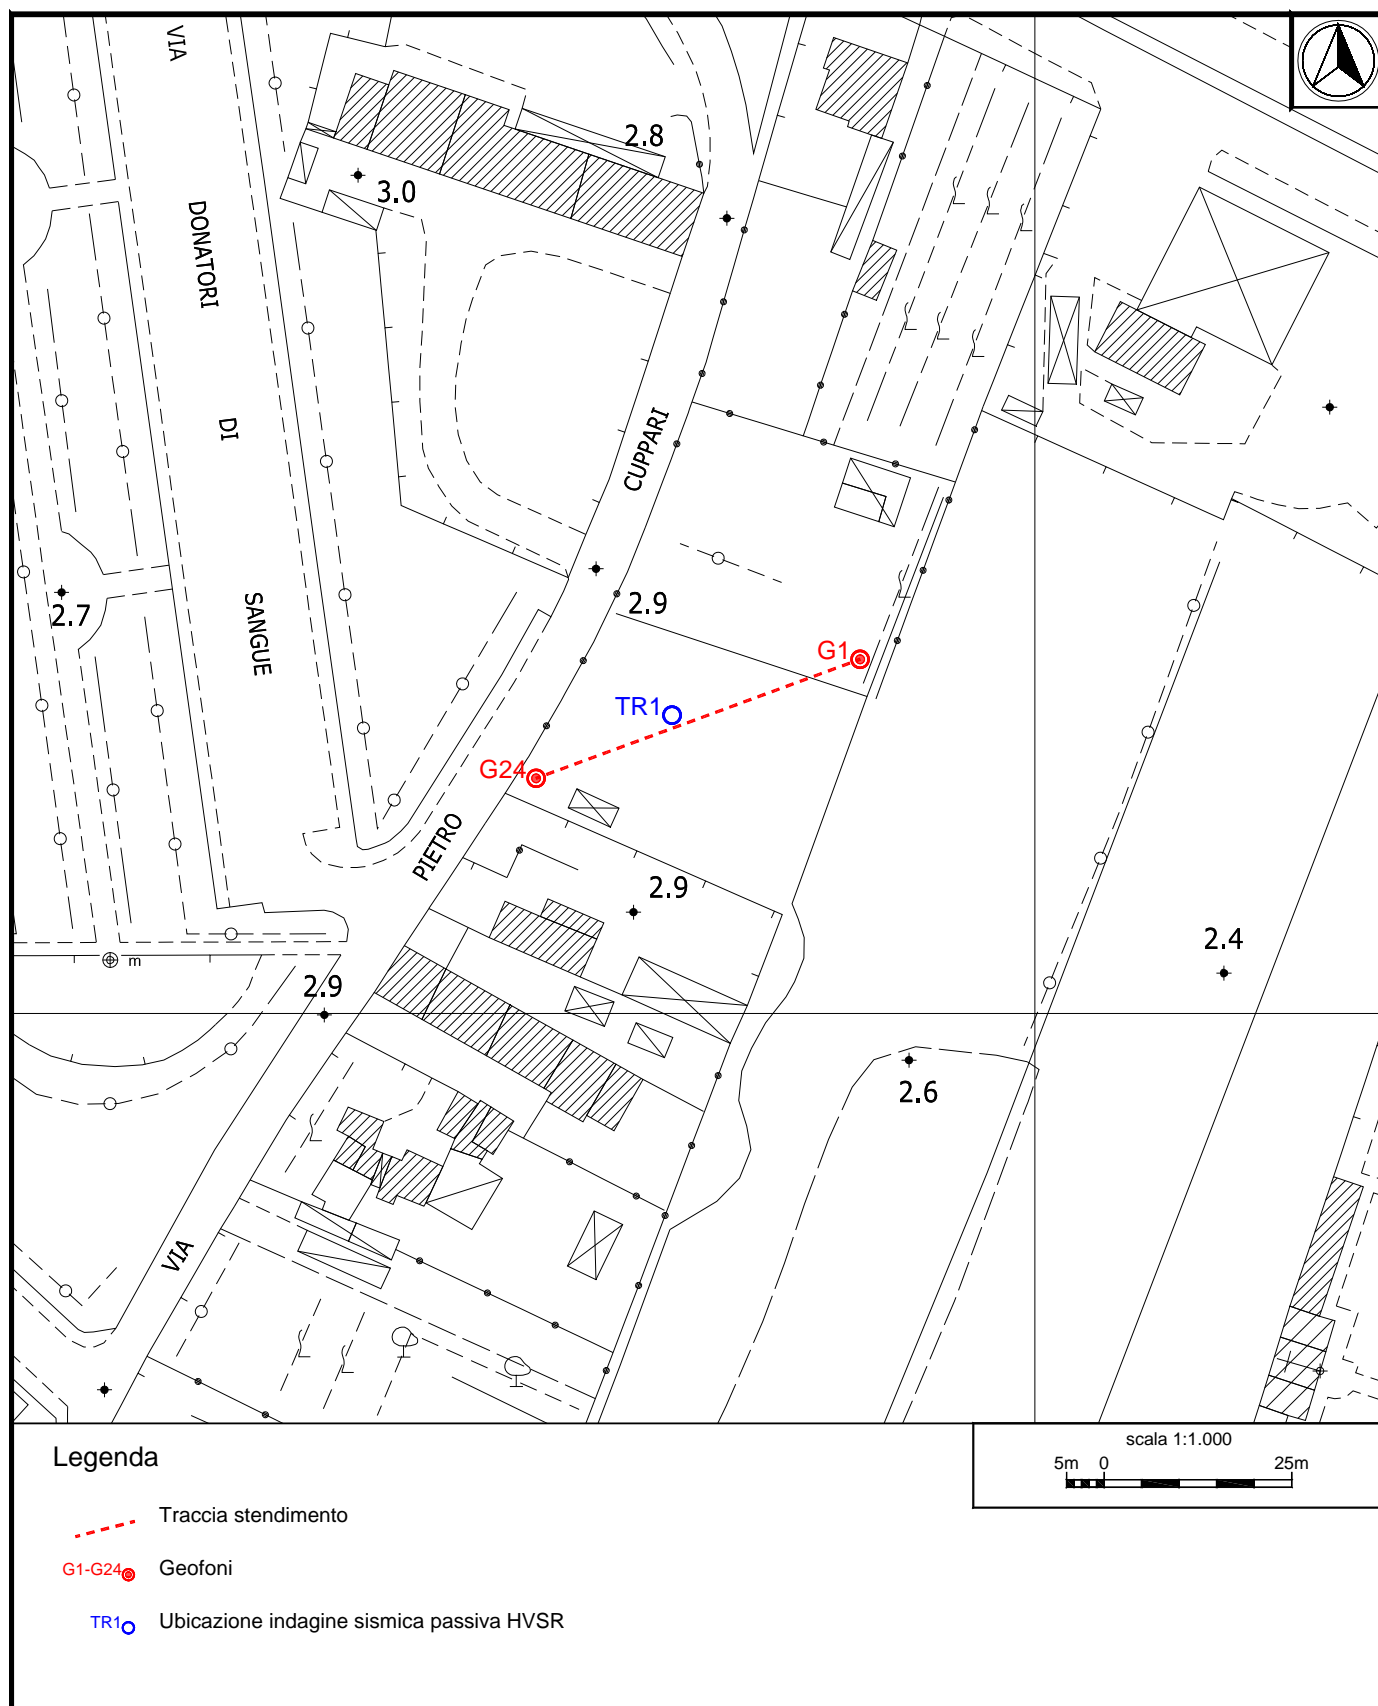 VIA
DONATORI
DI
SANGUE
2.8
3.0
CUPPARI
2.7
2.9
G1
TR1
G24
PIETRO
2.9
2.4
m
2.9
2.6
VIA
Legenda
Traccia stendimento
G1-G24
Geofoni
TR1
Ubicazione indagine sismica passiva HVSR
scala 1:1.000
5m 0 25m